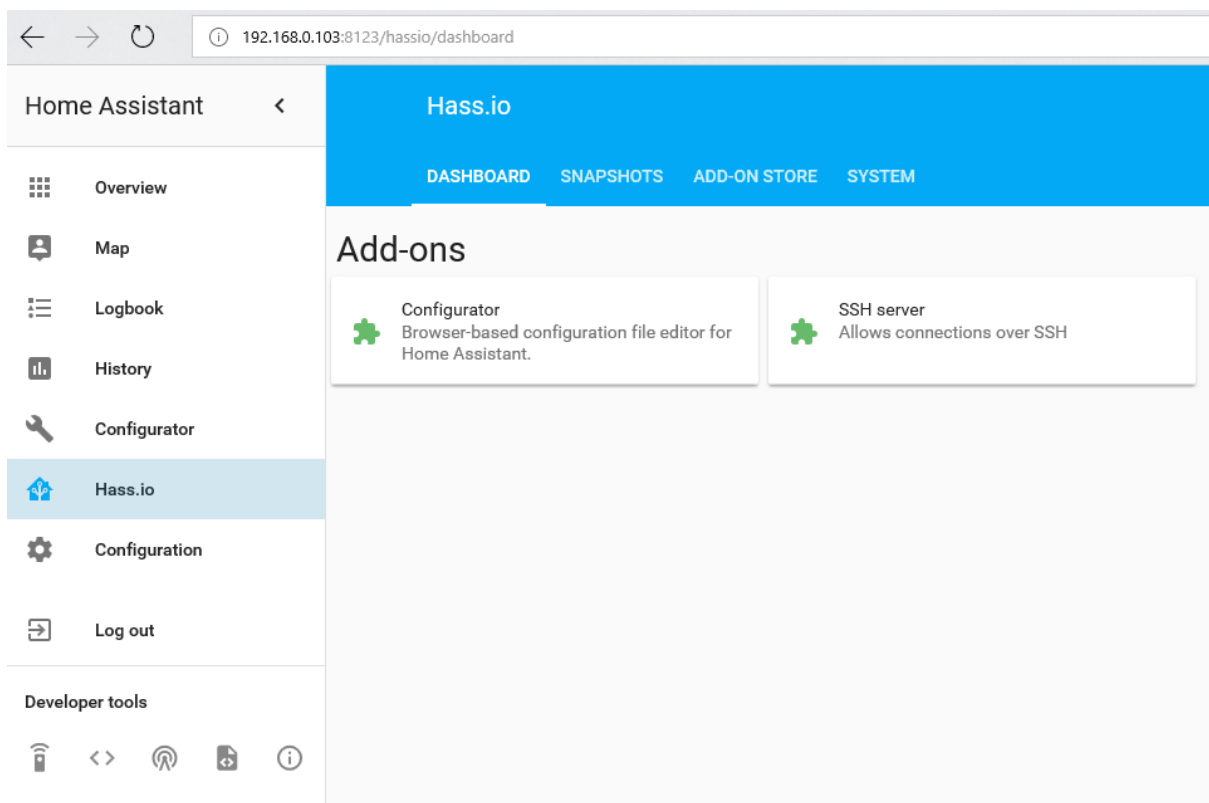 192.168.0.103:8123/hassio/dashboard
Home Assistant
Overview
Map
Logbook
History
Configurator
Hass.io
Configuration
Log out
Developer tools
Hass.io
DASHBOARD SNAPSHOTS ADD-ON STORE SYSTEM
Add-ons
Configurator
Browser-based configuration file editor for
Home Assistant.
SSH server
Allows connections over SSH